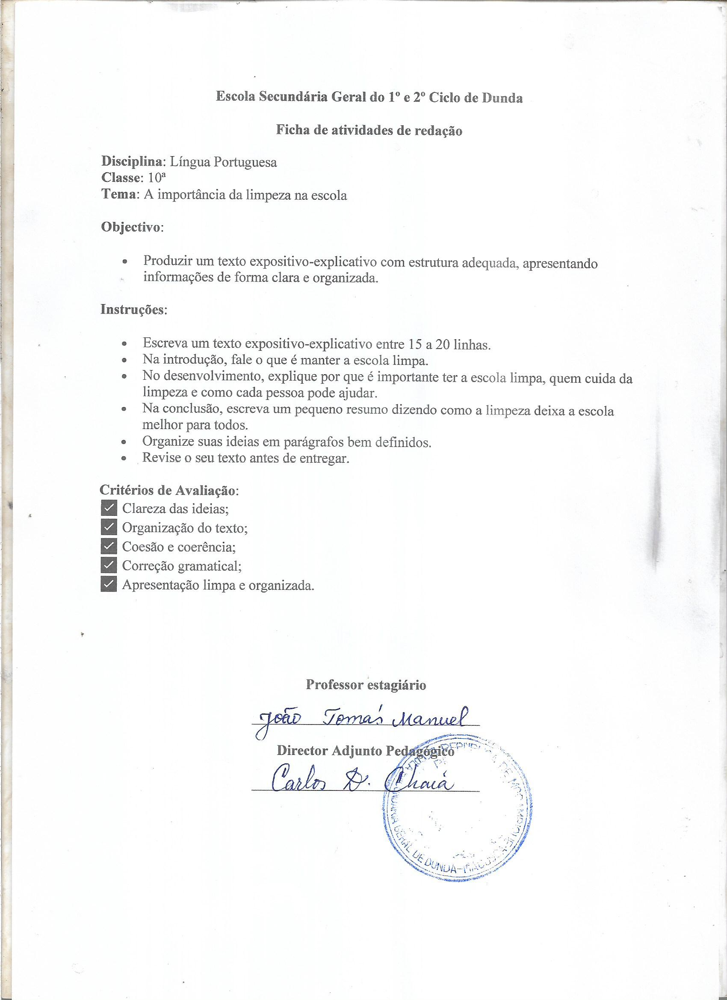 Escola Secundária Geral do 1º e 2º Ciclo de Dunda
Ficha de atividades de redação
Disciplina: Língua Portuguesa
Classe: 10ª
Tema: A importância da limpeza na escola
Objectivo:
• Produzir um texto expositivo-explicativo com estrutura adequada, apresentando
informações de forma clara e organizada.
Instruções:
• Escreva um texto expositivo-explicativo entre 15 a 20 linhas.
• Na introdução, fale o que é manter a escola limpa.
• No desenvolvimento, explique por que é importante ter a escola limpa, quem cuida da
limpeza e como cada pessoa pode ajudar.
• Na conclusão, escreva um pequeno resumo dizendo como a limpeza deixa a escola
melhor para todos.
• Organize suas ideias em parágrafos bem definidos.
• Revise o seu texto antes de entregar.
Critérios de Avaliação:
Clareza das ideias;
Organização do texto;
Coesão e coerência;
Correção gramatical;
Apresentação limpa e organizada.
Professor estagiário
João Tomás Manuel
Director Adjunto Pedagógico
Carlos D. Chaiá
DE MOÇAMBIQUE
GERAL DE DUNDA